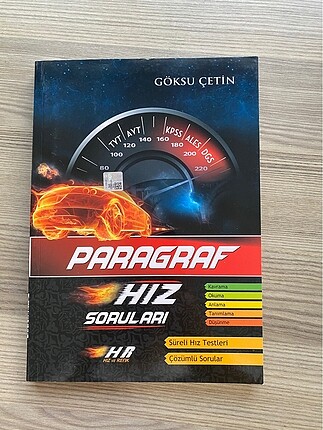 GÖKSU ÇETİN
TYT AYT KPSS ALES DGS
80 100 120 140 160 180 200 220
PARAGRAF
HIZ
SORULARI
Kavrama
Okuma
Anlama
Tanımlama
Düşünme
HR
HIZ VE RENK
Süreli Hız Testleri
Çözümlü Sorular